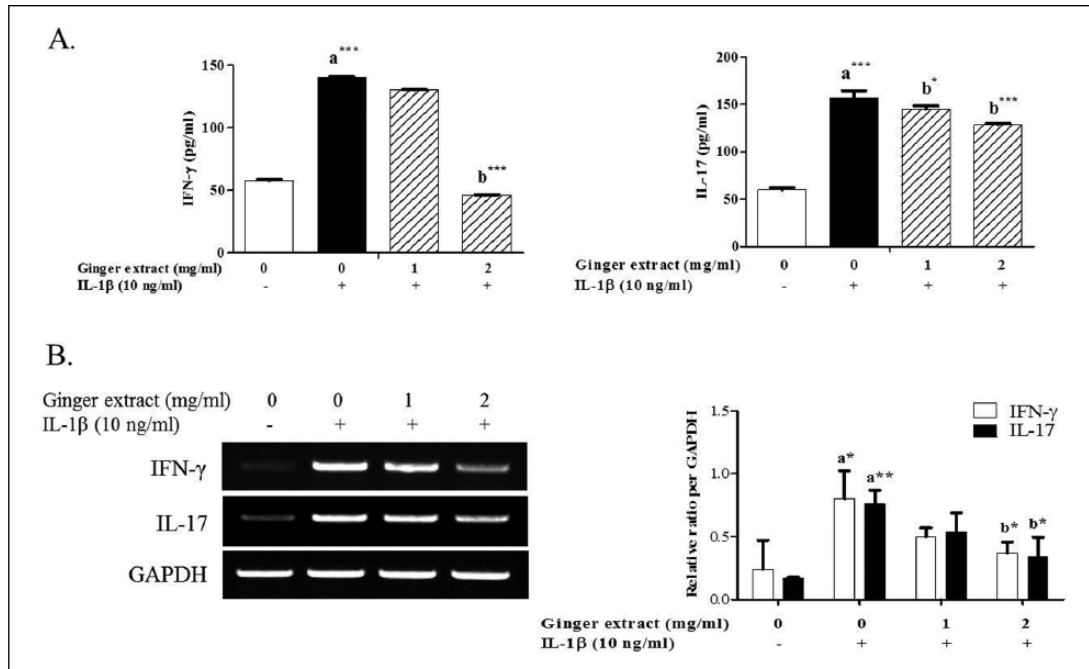 A.
IFN-γ (pg/ml)
150
100
50
0
a***
b***
Ginger extract (mg/ml) 0 0 1 2
IL-1β (10 ng/ml) - + + +
IL-17 (pg/ml)
200
150
100
50
0
a***
b*
b***
Ginger extract (mg/ml) 0 0 1 2
IL-1β (10 ng/ml) - + + +
B.
Ginger extract (mg/ml) 0 0 1 2
IL-1β (10 ng/ml) - + + +
IFN-γ
IL-17
GAPDH
Relative ratio per GAPDH
1.5
1.0
0.5
0.0
IFN-γ
IL-17
a* a**
b* b*
Ginger extract (mg/ml) 0 0 1 2
IL-1β (10 ng/ml) - + + +